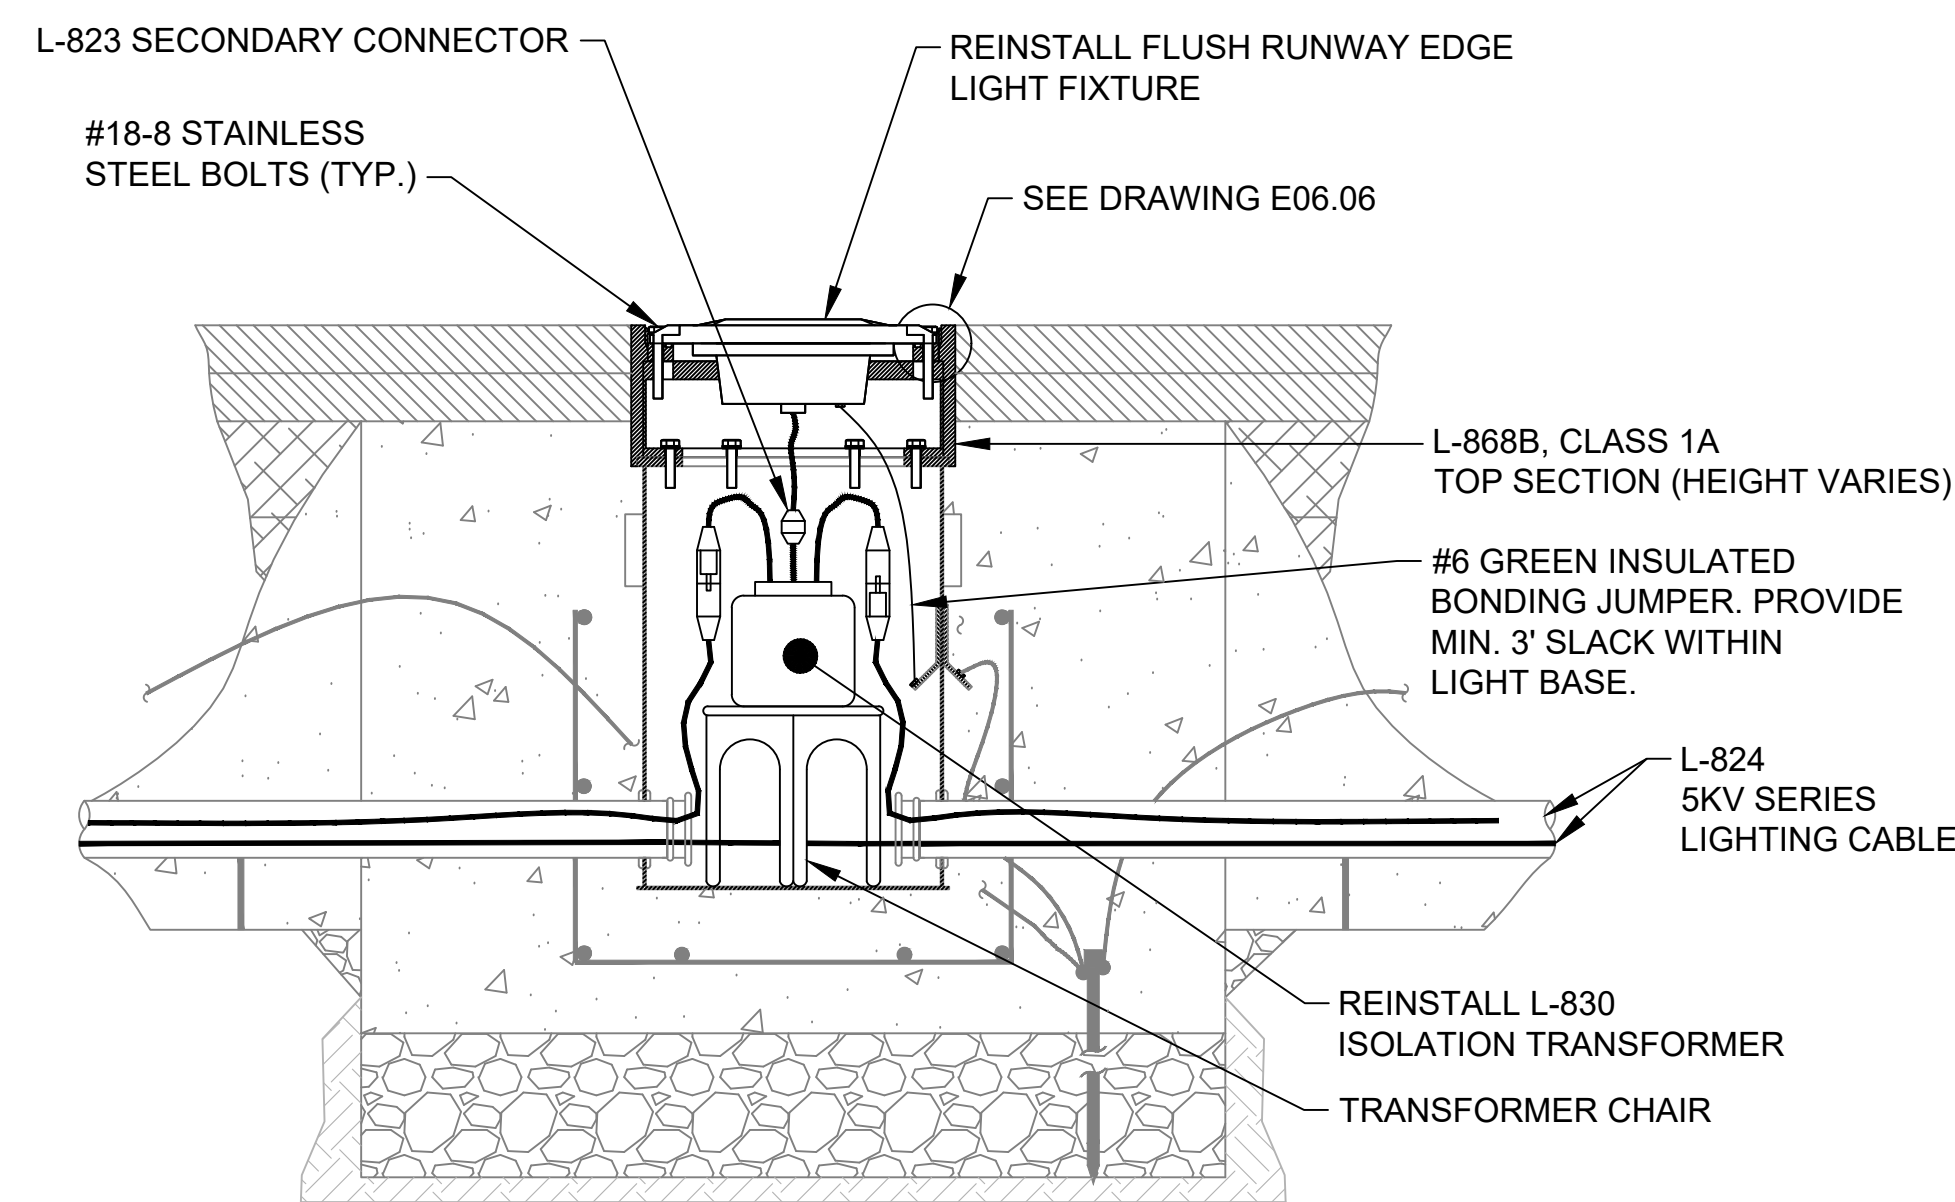 L-823 SECONDARY CONNECTOR
REINSTALL FLUSH RUNWAY EDGE
LIGHT FIXTURE
#18-8 STAINLESS
STEEL BOLTS (TYP.)
SEE DRAWING E06.06
L-868B, CLASS 1A
TOP SECTION (HEIGHT VARIES)
#6 GREEN INSULATED
BONDING JUMPER. PROVIDE
MIN. 3' SLACK WITHIN
LIGHT BASE.
L-824
5KV SERIES
LIGHTING CABLE
REINSTALL L-830
ISOLATION TRANSFORMER
TRANSFORMER CHAIR